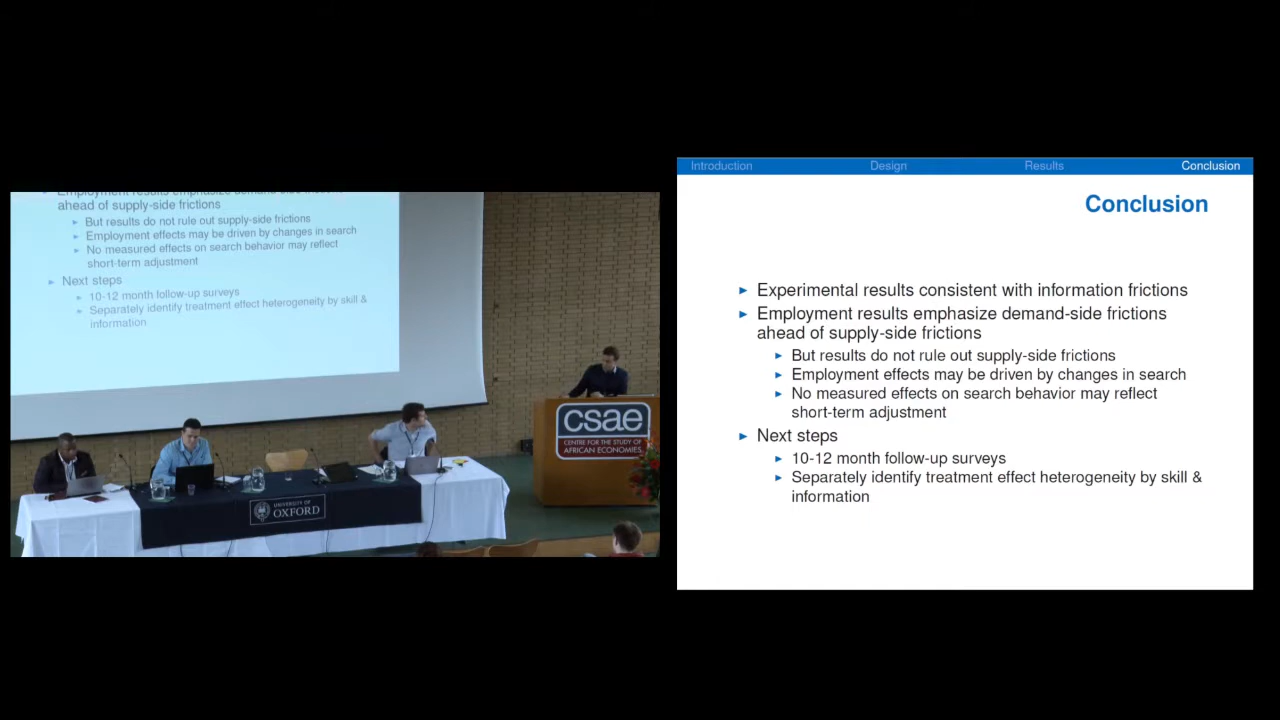 Employment results emphasize demand-side
ahead of supply-side frictions
But results do not rule out supply-side frictions
Employment effects may be driven by changes in search
No measured effects on search behavior may reflect
short-term adjustment
Next steps
10-12 month follow-up surveys
Separately identify treatment effect heterogeneity by skill &
information
csae
CENTRE FOR THE STUDY OF
AFRICAN ECONOMIES
UNIVERSITY OF
OXFORD
Introduction Design Results Conclusion
Conclusion
Experimental results consistent with information frictions
Employment results emphasize demand-side frictions
ahead of supply-side frictions
But results do not rule out supply-side frictions
Employment effects may be driven by changes in search
No measured effects on search behavior may reflect
short-term adjustment
Next steps
10-12 month follow-up surveys
Separately identify treatment effect heterogeneity by skill &
information